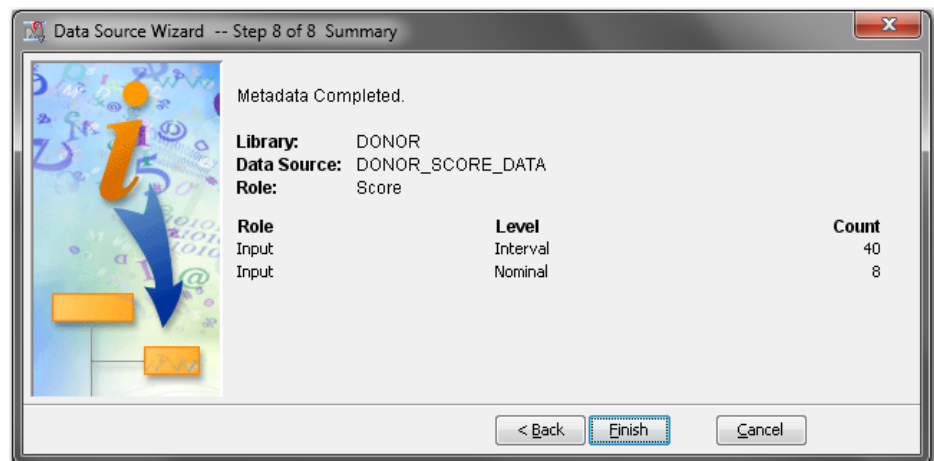 Data Source Wizard -- Step 8 of 8 Summary
Metadata Completed.
Library: DONOR
Data Source: DONOR_SCORE_DATA
Role: Score
Role Level Count
Input Interval 40
Input Nominal 8
< Back Finish Cancel